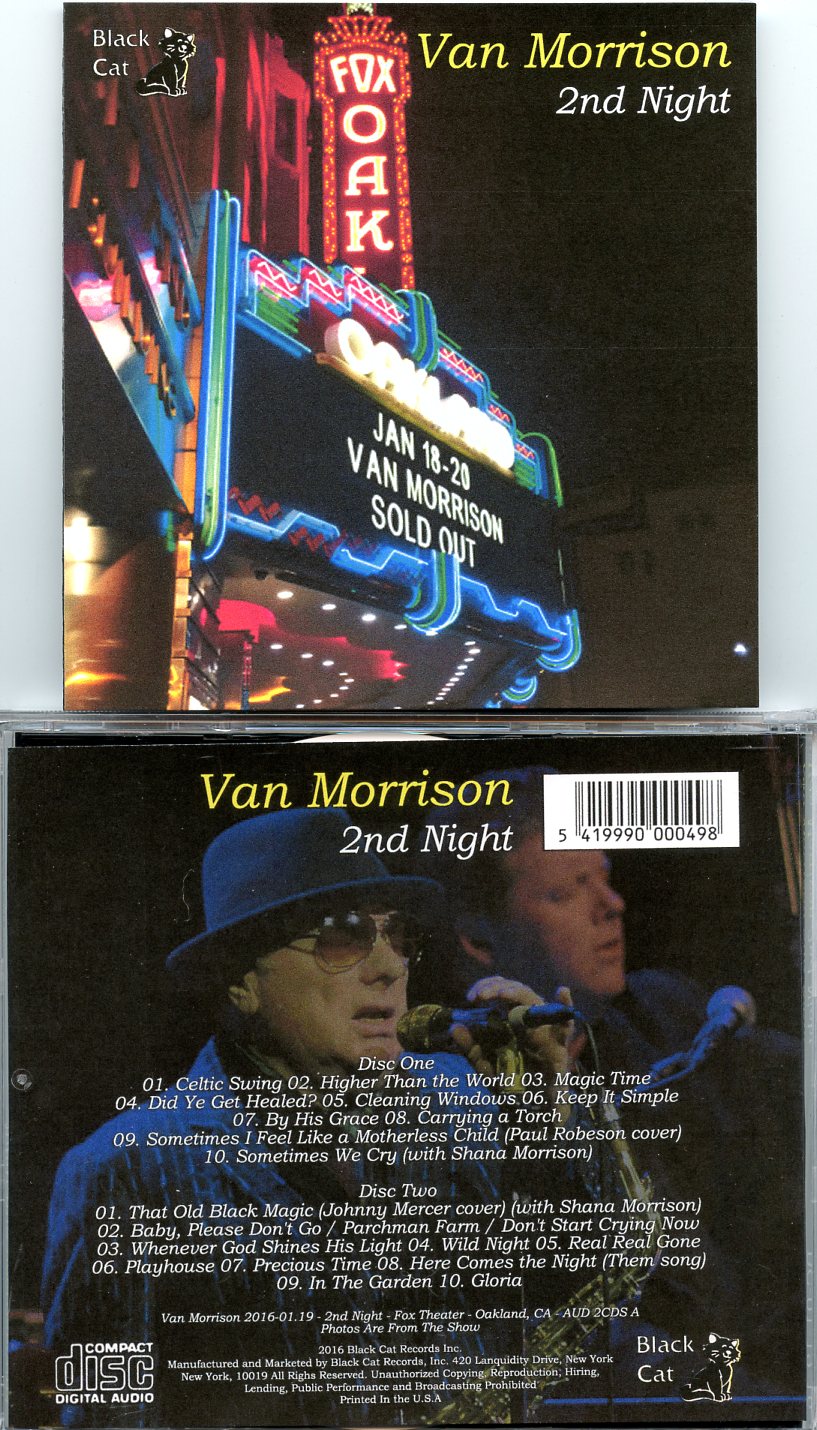 Black
Cat
Van Morrison
2nd Night
FOX
OAK
JAN 18-20
VAN MORRISON
SOLD OUT
Van Morrison
2nd Night
5 419990 000498
Disc One
01. Celtic Swing 02. Higher Than the World 03. Magic Time
04. Did Ye Get Healed? 05. Cleaning Windows 06. Keep It Simple
07. By His Grace 08. Carrying a Torch
09. Sometimes I Feel Like a Motherless Child (Paul Robeson cover)
10. Sometimes We Cry (with Shana Morrison)
Disc Two
01. That Old Black Magic (Johnny Mercer cover) (with Shana Morrison)
02. Baby, Please Don't Go / Parchman Farm / Don't Start Crying Now
03. Whenever God Shines His Light 04. Wild Night 05. Real Real Gone
06. Playhouse 07. Precious Time 08. Here Comes the Night (Them song)
09. In The Garden 10. Gloria
Van Morrison 2016-01.19 - 2nd Night - Fox Theater - Oakland, CA - AUD 2CDS A
Photos Are From The Show
2016 Black Cat Records Inc.
Manufactured and Marketed by Black Cat Records, Inc. 420 Lanquidity Drive, New York
New York, 10019 All Righs Reserved. Unauthorized Copying, Reproduction, Hiring,
Lending, Public Performance and Broadcasting Prohibited
Printed In the U.S.A
COMPACT
disc
DIGITAL AUDIO
Black
Cat